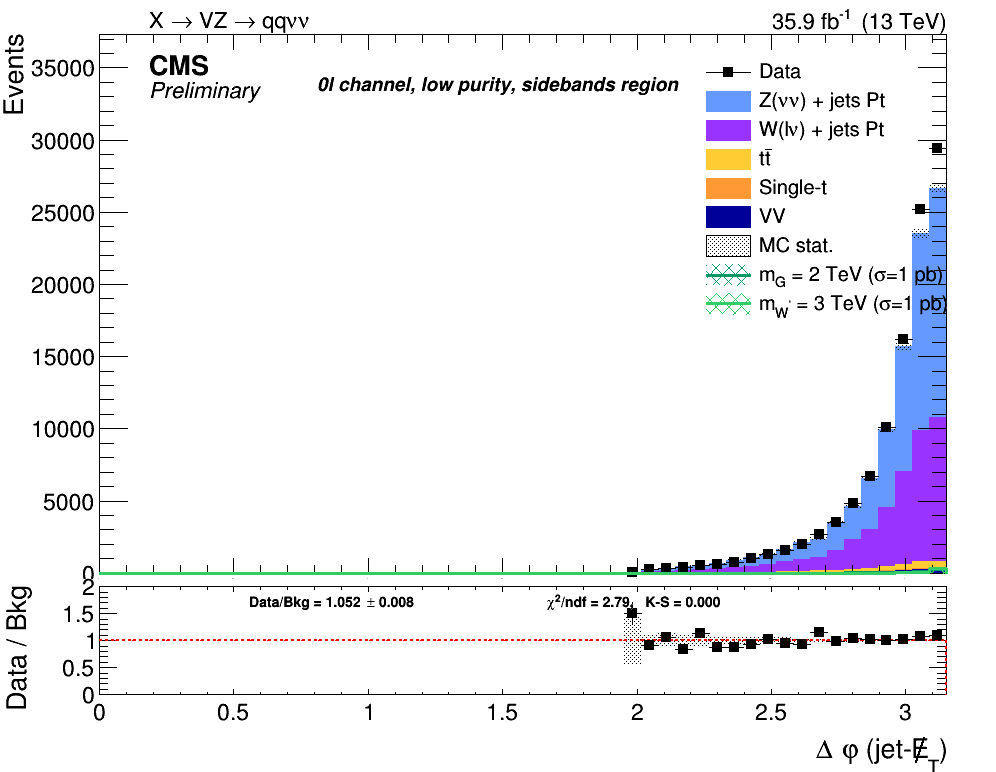 X → VZ → qqνν
35.9 fb⁻¹ (13 TeV)
CMS
Preliminary
0l channel, low purity, sidebands region
Data
Z(νν) + jets Pt
W(lν) + jets Pt
tt̄
Single-t
VV
MC stat.
m_G = 2 TeV (σ=1 pb)
m_W' = 3 TeV (σ=1 pb)
Events
35000
30000
25000
20000
15000
10000
5000
0
Data / Bkg
2
1.5
1
0.5
0
Data/Bkg = 1.052 ± 0.008
χ²/ndf = 2.79, K-S = 0.000
0 0.5 1 1.5 2 2.5 3
Δ φ (jet-E̸_T)